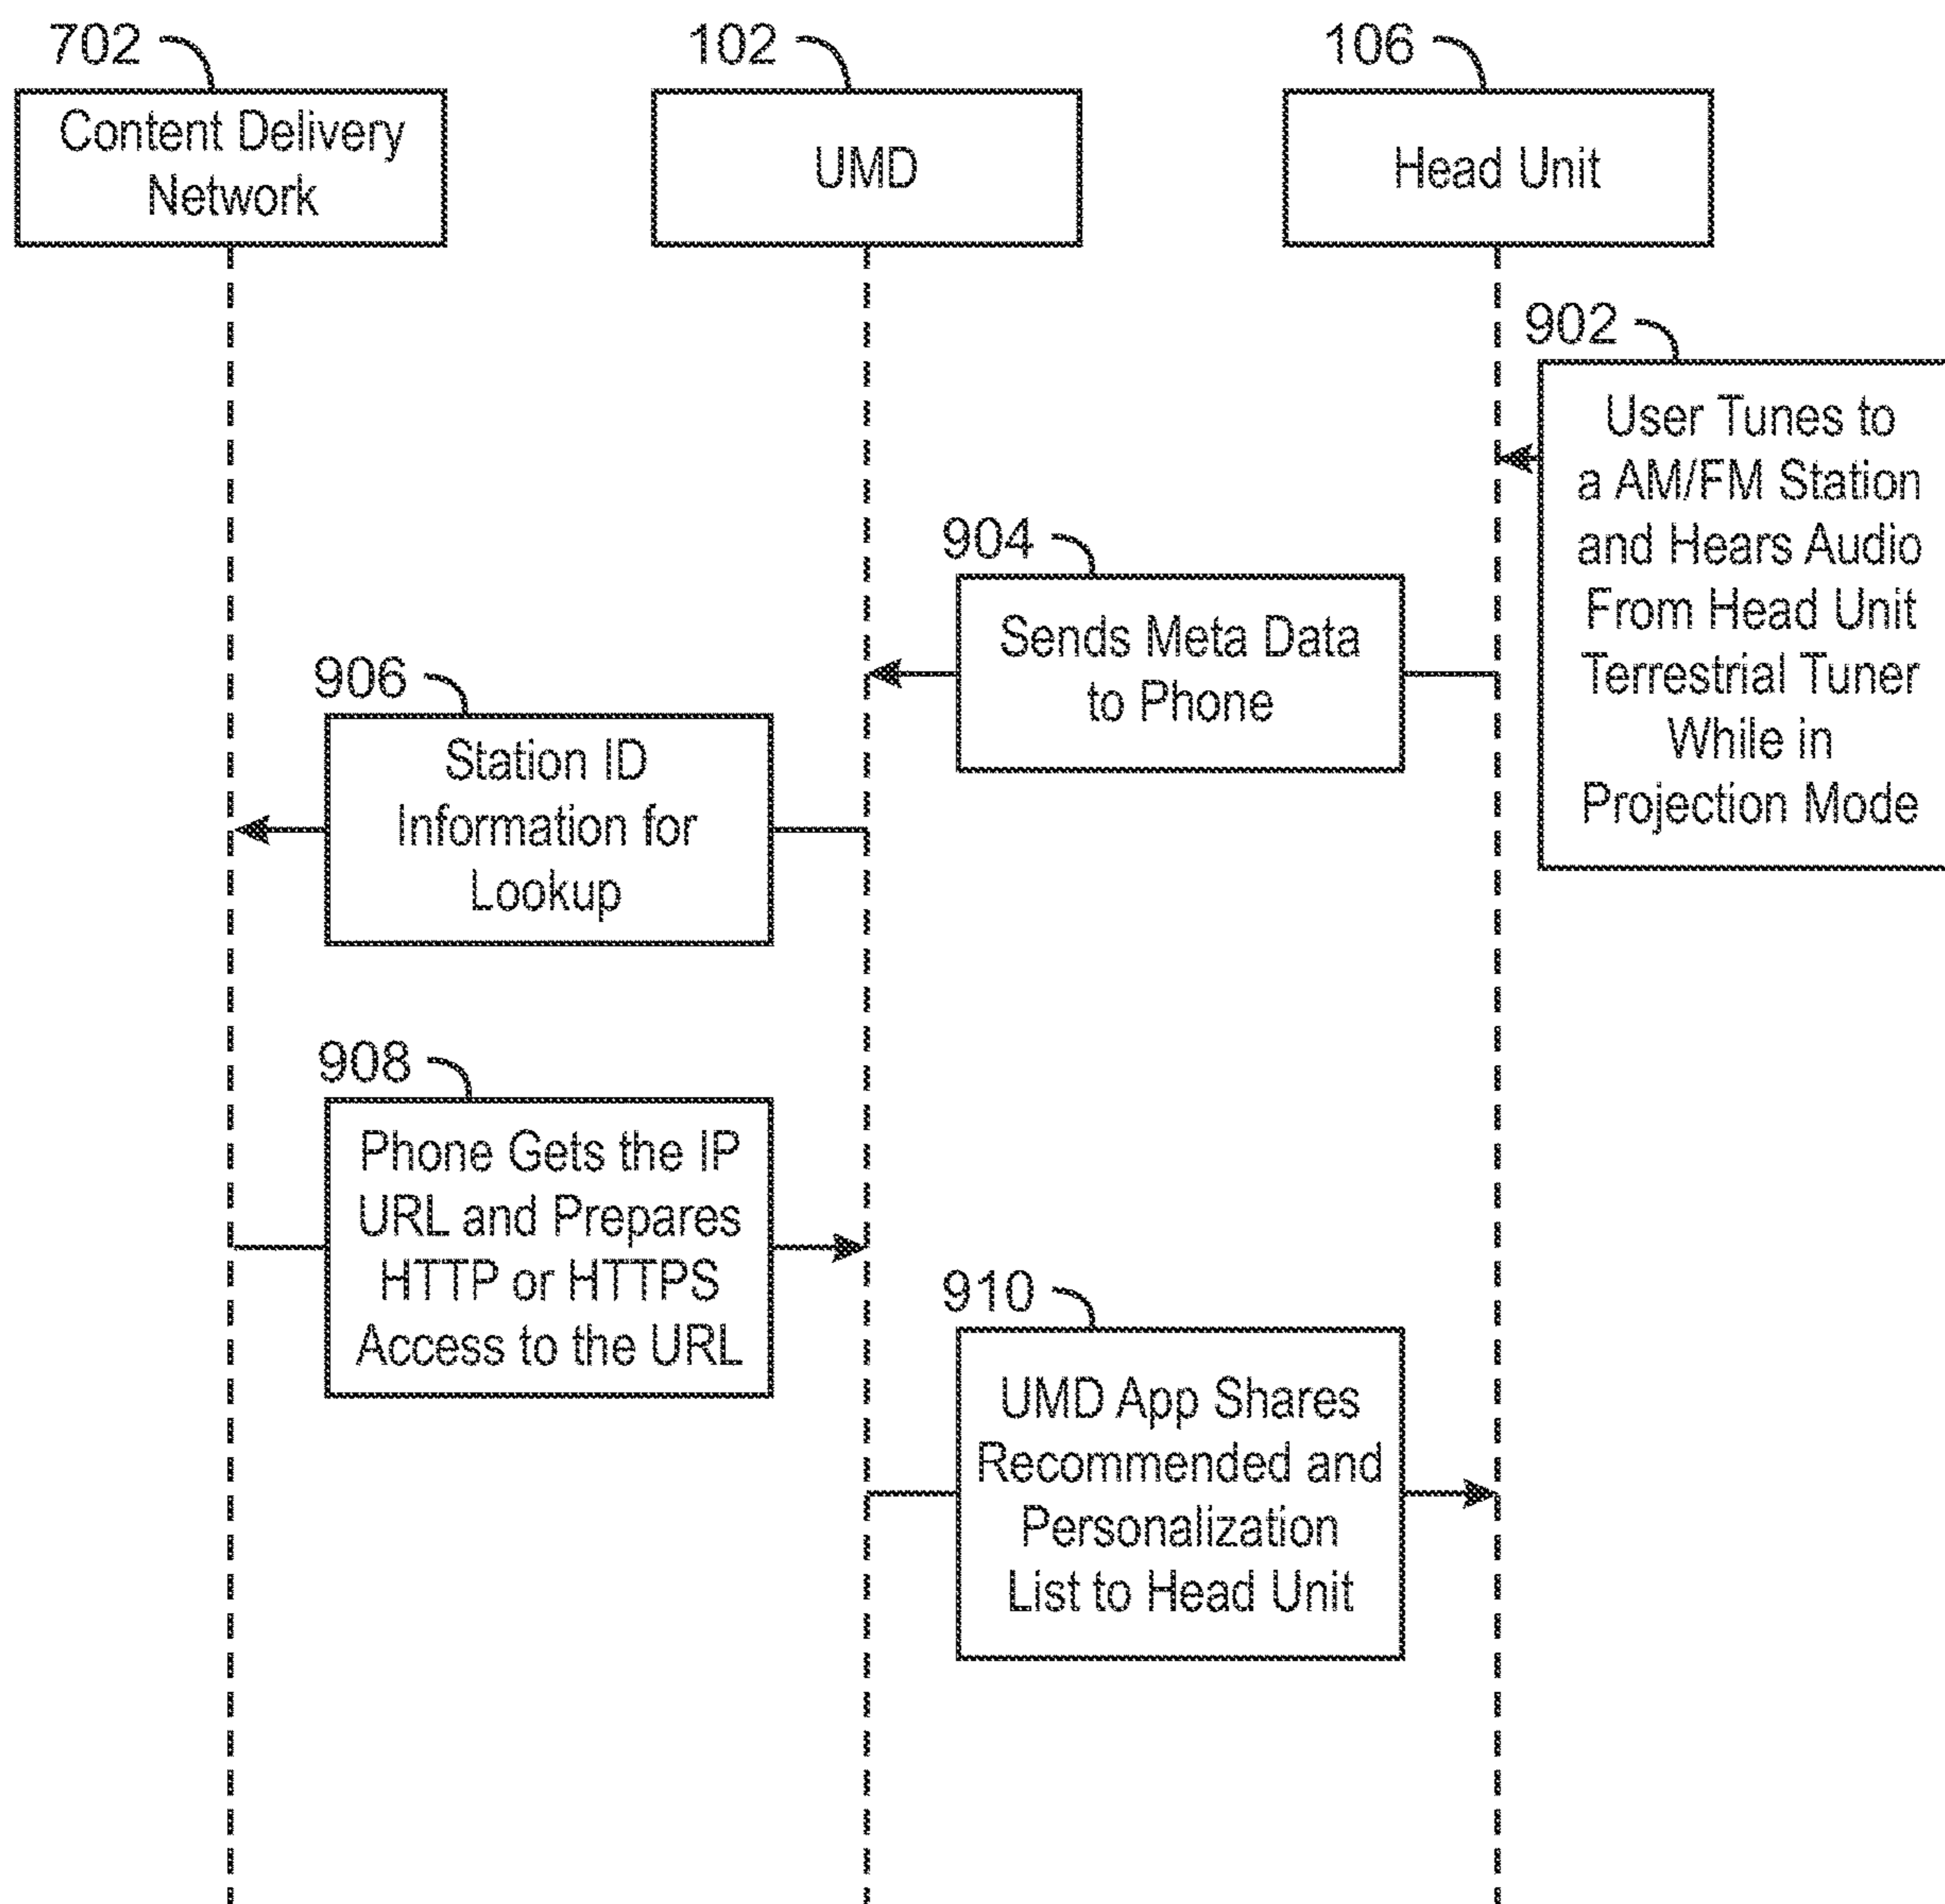 702
Content Delivery
Network
102
UMD
106
Head Unit
902
User Tunes to
a AM/FM Station
and Hears Audio
From Head Unit
Terrestrial Tuner
While in
Projection Mode
904
Sends Meta Data
to Phone
906
Station ID
Information for
Lookup
908
Phone Gets the IP
URL and Prepares
HTTP or HTTPS
Access to the URL
910
UMD App Shares
Recommended and
Personalization
List to Head Unit